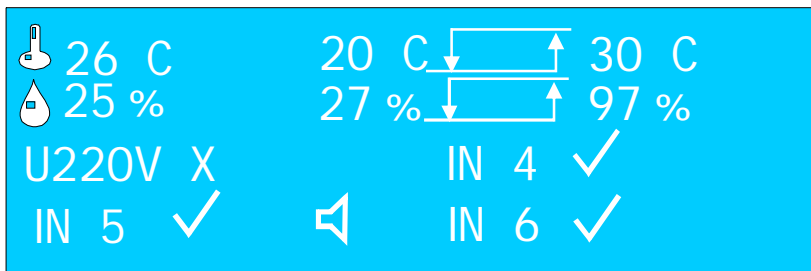 26 C 20 C 30 C
25 % 27 % 97 %
U220V X IN 4 ✓
IN 5 ✓ IN 6 ✓